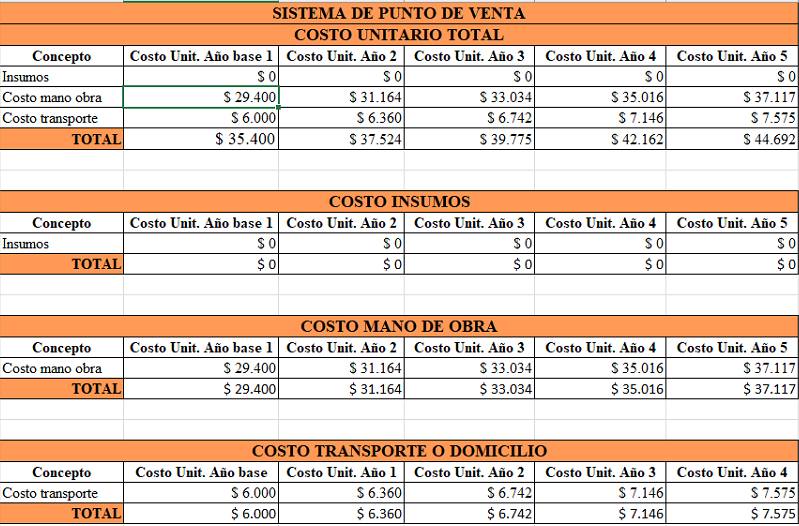 SISTEMA DE PUNTO DE VENTA
COSTO UNITARIO TOTAL
Concepto Costo Unit. Año base 1 Costo Unit. Año 2 Costo Unit. Año 3 Costo Unit. Año 4 Costo Unit. Año 5
Insumos $ 0 $ 0 $ 0 $ 0 $ 0
Costo mano obra $ 29.400 $ 31.164 $ 33.034 $ 35.016 $ 37.117
Costo transporte $ 6.000 $ 6.360 $ 6.742 $ 7.146 $ 7.575
TOTAL $ 35.400 $ 37.524 $ 39.775 $ 42.162 $ 44.692
COSTO INSUMOS
Concepto Costo Unit. Año base 1 Costo Unit. Año 2 Costo Unit. Año 3 Costo Unit. Año 4 Costo Unit. Año 5
Insumos $ 0 $ 0 $ 0 $ 0 $ 0
TOTAL $ 0 $ 0 $ 0 $ 0 $ 0
COSTO MANO DE OBRA
Concepto Costo Unit. Año base 1 Costo Unit. Año 2 Costo Unit. Año 3 Costo Unit. Año 4 Costo Unit. Año 5
Costo mano obra $ 29.400 $ 31.164 $ 33.034 $ 35.016 $ 37.117
TOTAL $ 29.400 $ 31.164 $ 33.034 $ 35.016 $ 37.117
COSTO TRANSPORTE O DOMICILIO
Concepto Costo Unit. Año base Costo Unit. Año 1 Costo Unit. Año 2 Costo Unit. Año 3 Costo Unit. Año 4
Costo transporte $ 6.000 $ 6.360 $ 6.742 $ 7.146 $ 7.575
TOTAL $ 6.000 $ 6.360 $ 6.742 $ 7.146 $ 7.575